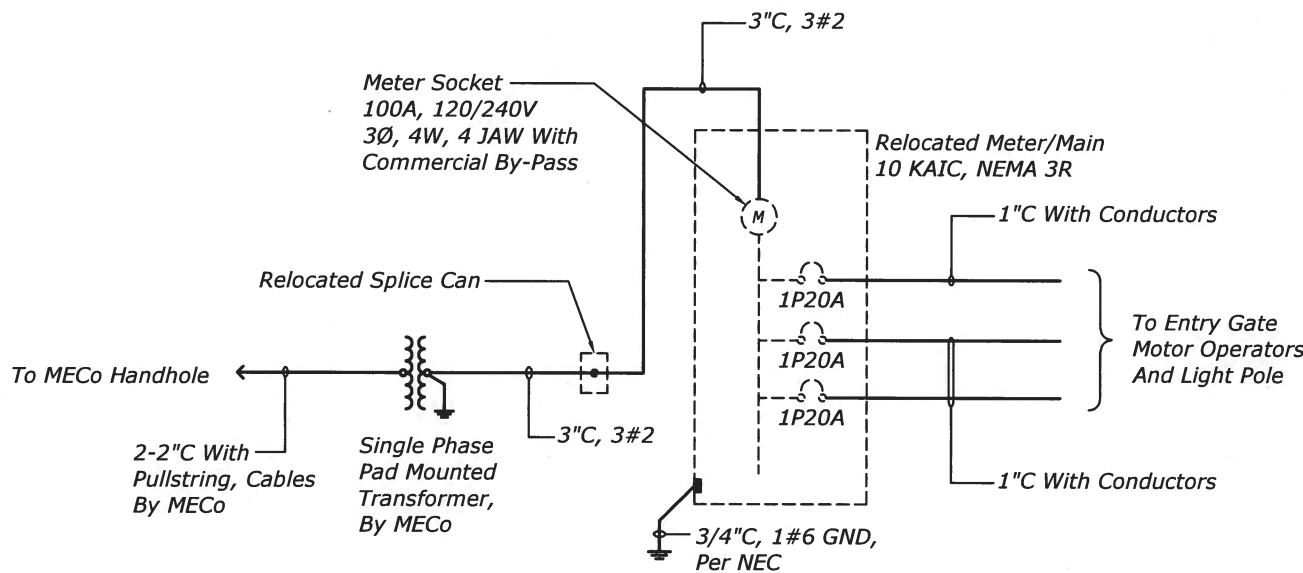 3"C, 3#2
Meter Socket
100A, 120/240V
3Ø, 4W, 4 JAW With
Commercial By-Pass
Relocated Meter/Main
10 KAIC, NEMA 3R
M
1"C With Conductors
Relocated Splice Can
1P20A
1P20A
1P20A
To Entry Gate
Motor Operators
And Light Pole
To MECo Handhole
3"C, 3#2
2-2"C With
Pullstring, Cables
By MECo
Single Phase
Pad Mounted
Transformer,
By MECo
1"C With Conductors
3/4"C, 1#6 GND,
Per NEC